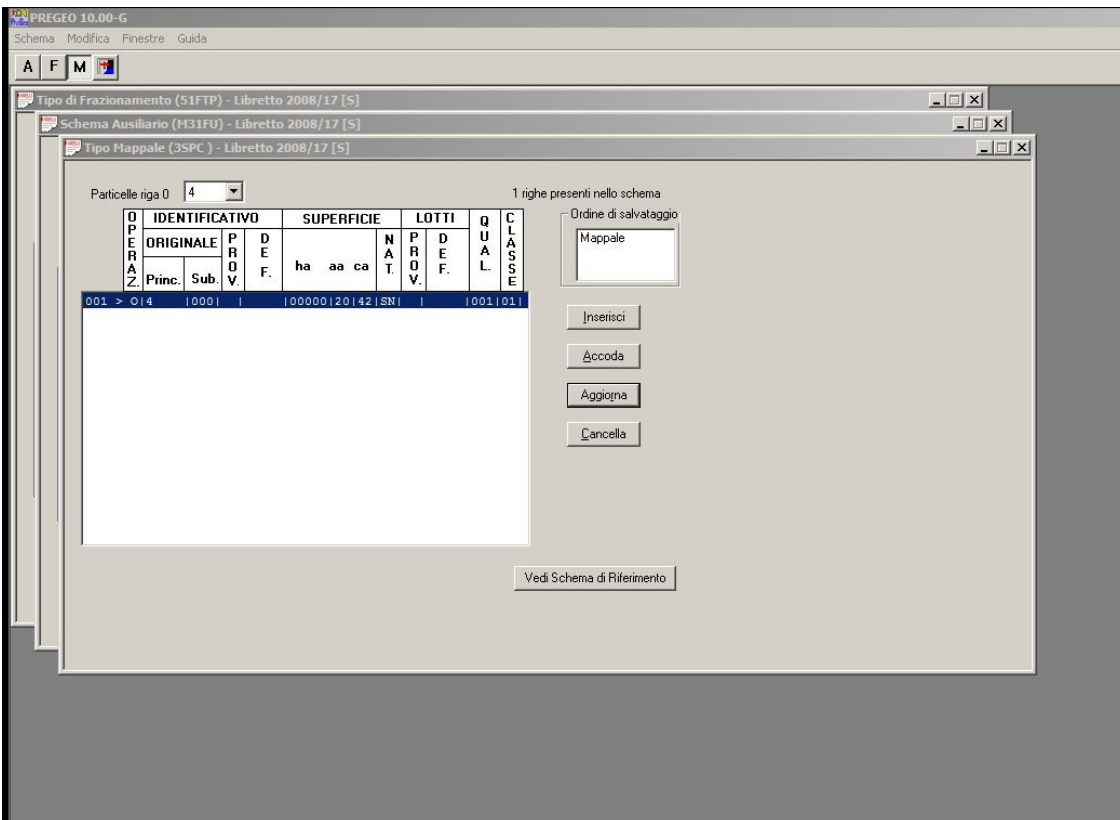 PREGEO 10.00-G
Schema Modifica Finestre Guida
A F M
Tipo di Frazionamento (51FTP) - Libretto 2008/17 [S]
Schema Ausiliario (M31FU) - Libretto 2008/17 [S]
Tipo Mappale (3SPC ) - Libretto 2008/17 [S]
Particelle riga 0 4
1 righe presenti nello schema
OPERAZ. IDENTIFICATIVO SUPERFICIE LOTTI QUAL. CLASSE
ORIGINALE PROV. DEF. ha aa ca NAT. PROV. DEF.
Princ. Sub.
001 > O|4 |000| | |00000|20|42|SN| | |001|01|
Ordine di salvataggio
Mappale
Inserisci
Accoda
Aggiorna
Cancella
Vedi Schema di Riferimento